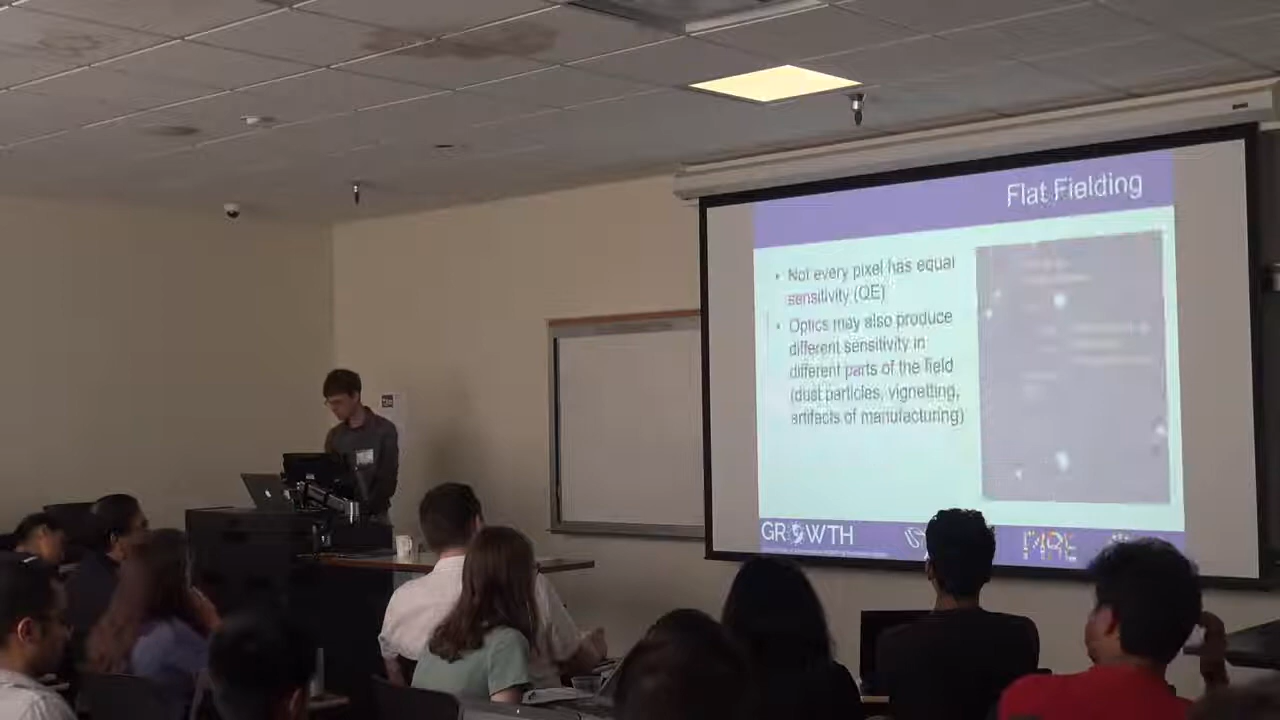 Flat Fielding
• Not every pixel has equal
sensitivity (QE)
• Optics may also produce
different sensitivity in
different parts of the field
(dust particles, vignetting,
artifacts of manufacturing)
GROWTH